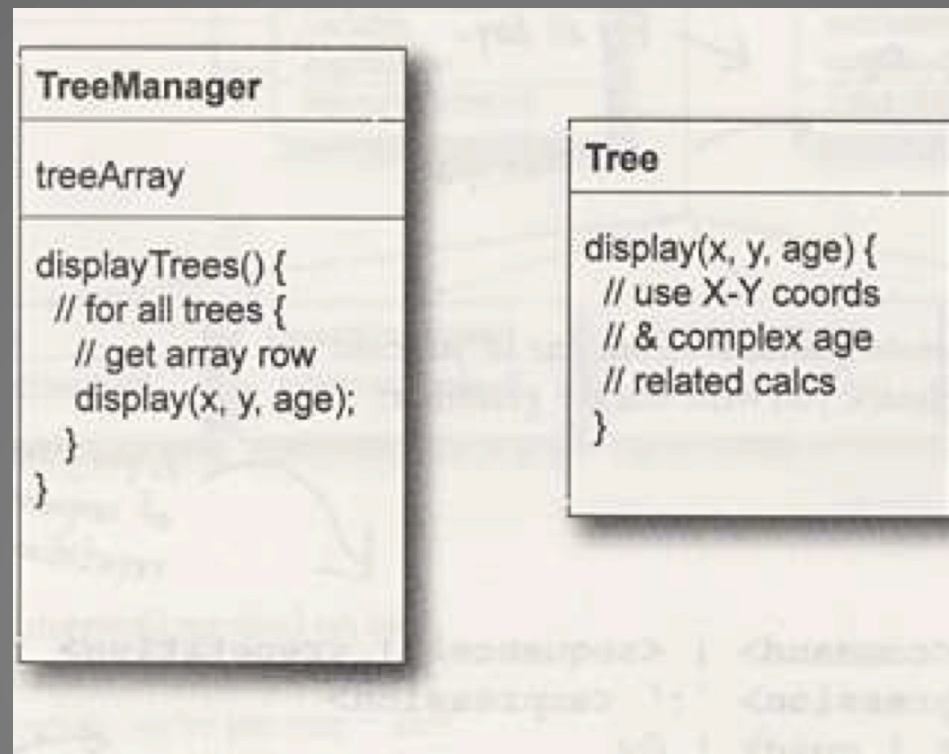 TreeManager
treeArray
displayTrees() {
// for all trees {
// get array row
display(x, y, age);
}
}
Tree
display(x, y, age) {
// use X-Y coords
// & complex age
// related calcs
}